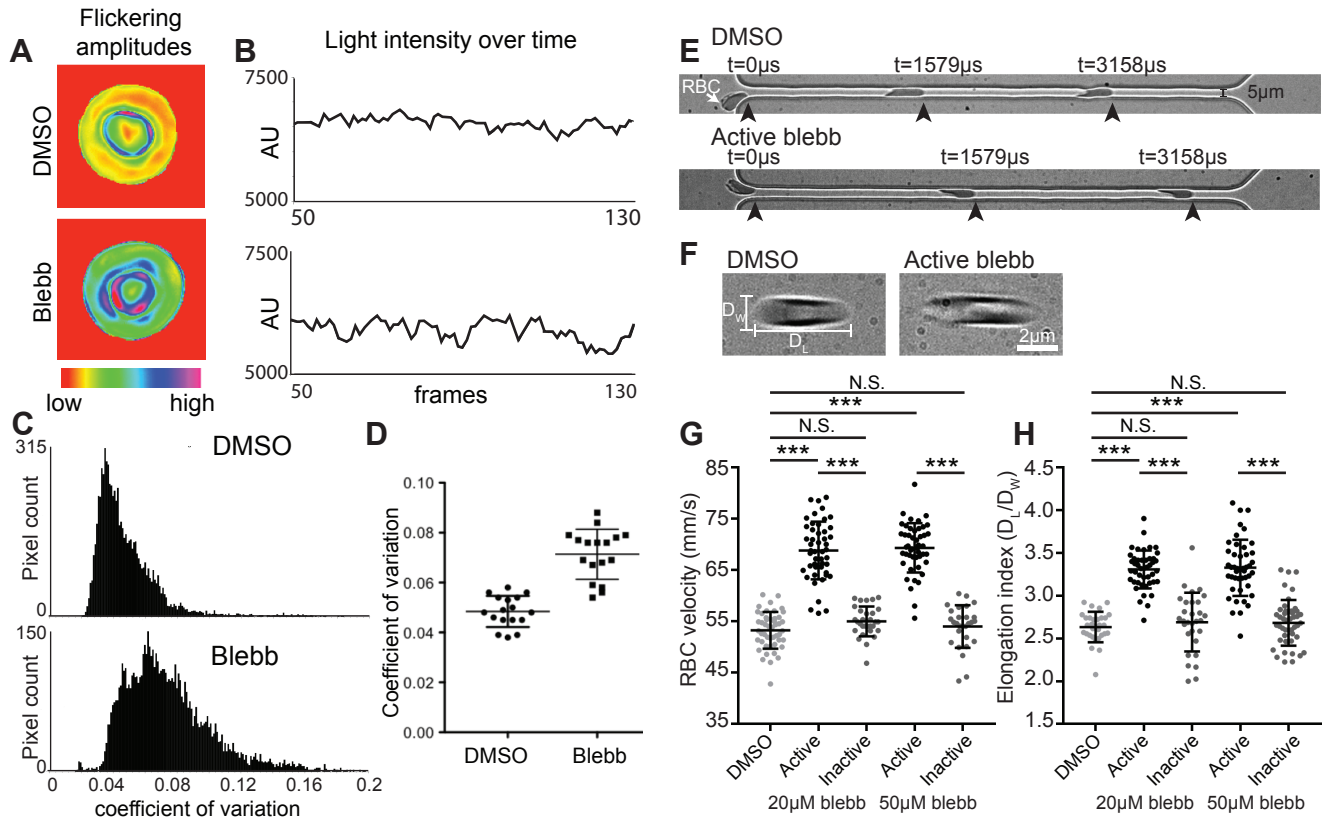 A
Flickering
amplitudes
DMSO
Blebb
low high
B
Light intensity over time
7500
AU
5000
50 130
7500
AU
5000
50 130
frames
C
DMSO
315
Pixel count
0
Blebb
150
Pixel count
0
0 0.04 0.08 0.12 0.16 0.2
coefficient of variation
D
Coefficient of variation
0.10
0.08
0.06
0.04
0.02
0.00
DMSO Blebb
E
DMSO
t=0µs t=1579µs t=3158µs
RBC
5µm
Active blebb
t=0µs t=1579µs t=3158µs
F
DMSO Active blebb
DW
DL
2µm
G
N.S.
***
N.S.
*** *** ***
RBC velocity (mm/s)
85
75
65
55
45
35
DMSO Active Inactive Active Inactive
20µM blebb 50µM blebb
H
N.S.
***
N.S.
*** *** ***
Elongation index (DL/DW)
4.5
4.0
3.5
3.0
2.5
2.0
1.5
DMSO Active Inactive Active Inactive
20µM blebb 50µM blebb